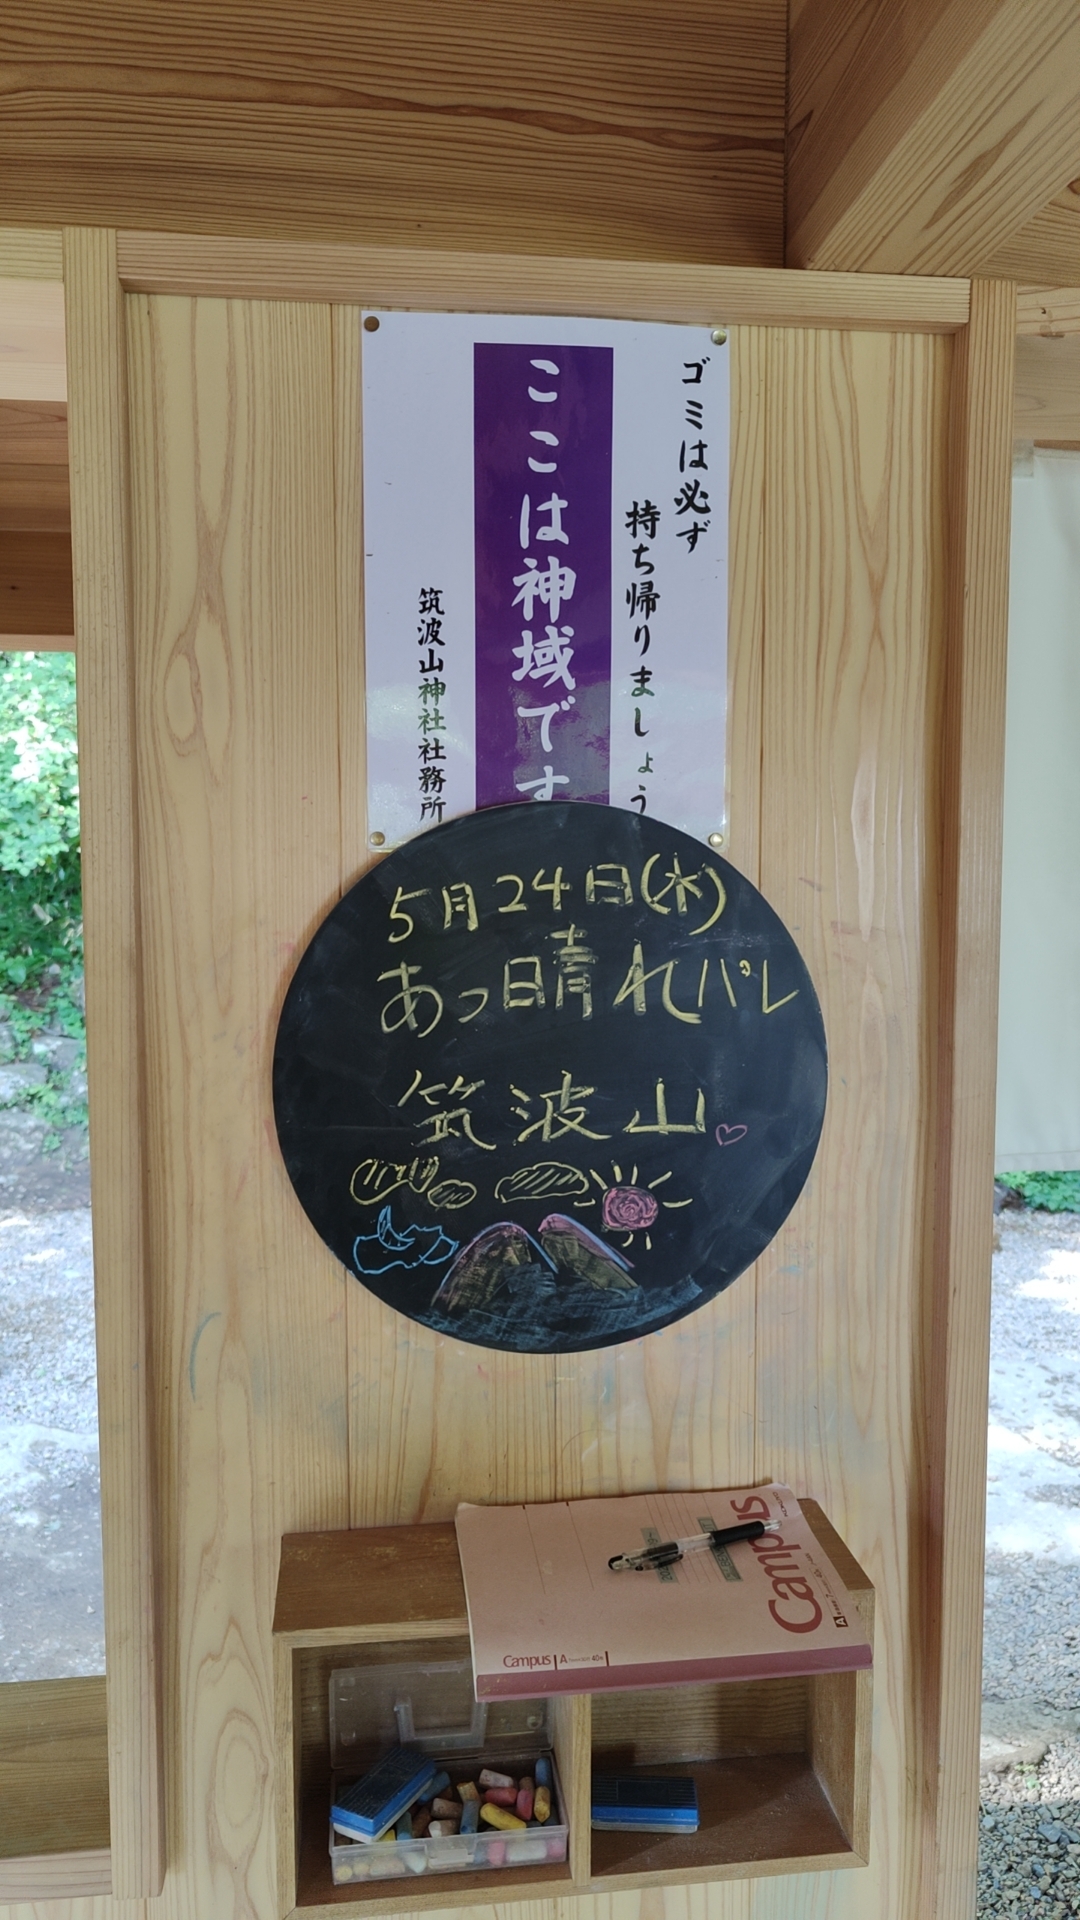 ゴミは必ず
持ち帰りましょう
ここは神域です
筑波山神社社務所
5月24日(水)
あっ晴れパレ
筑波山♡
Campus
Campus A